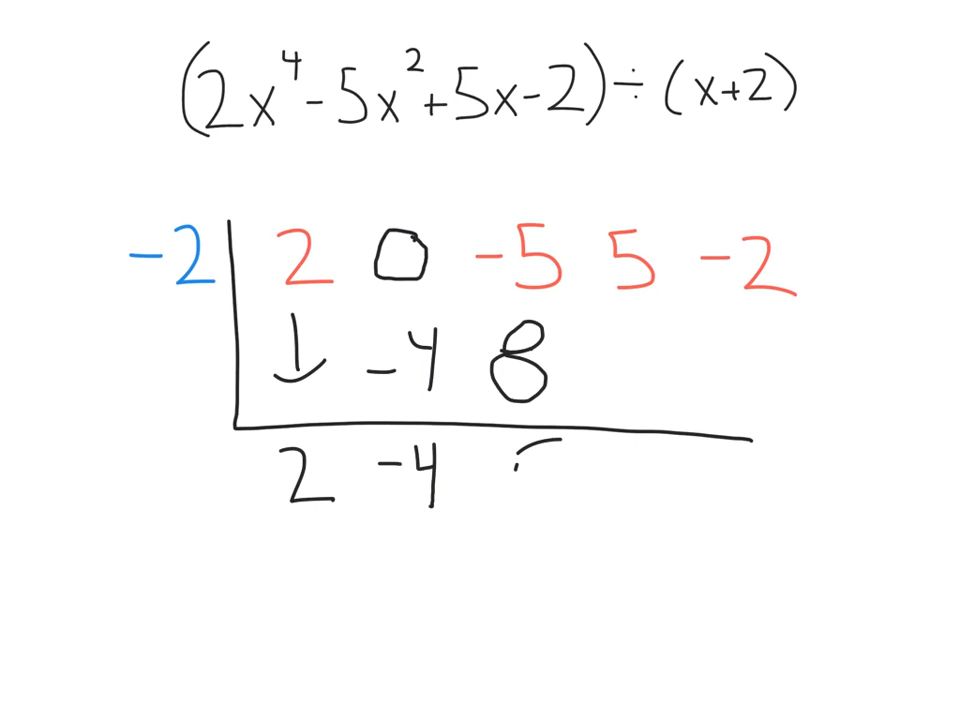 (2x⁴-5x²+5x-2)÷(x+2)
-2 2 0 -5 5 -2
↓ -4 8
2 -4